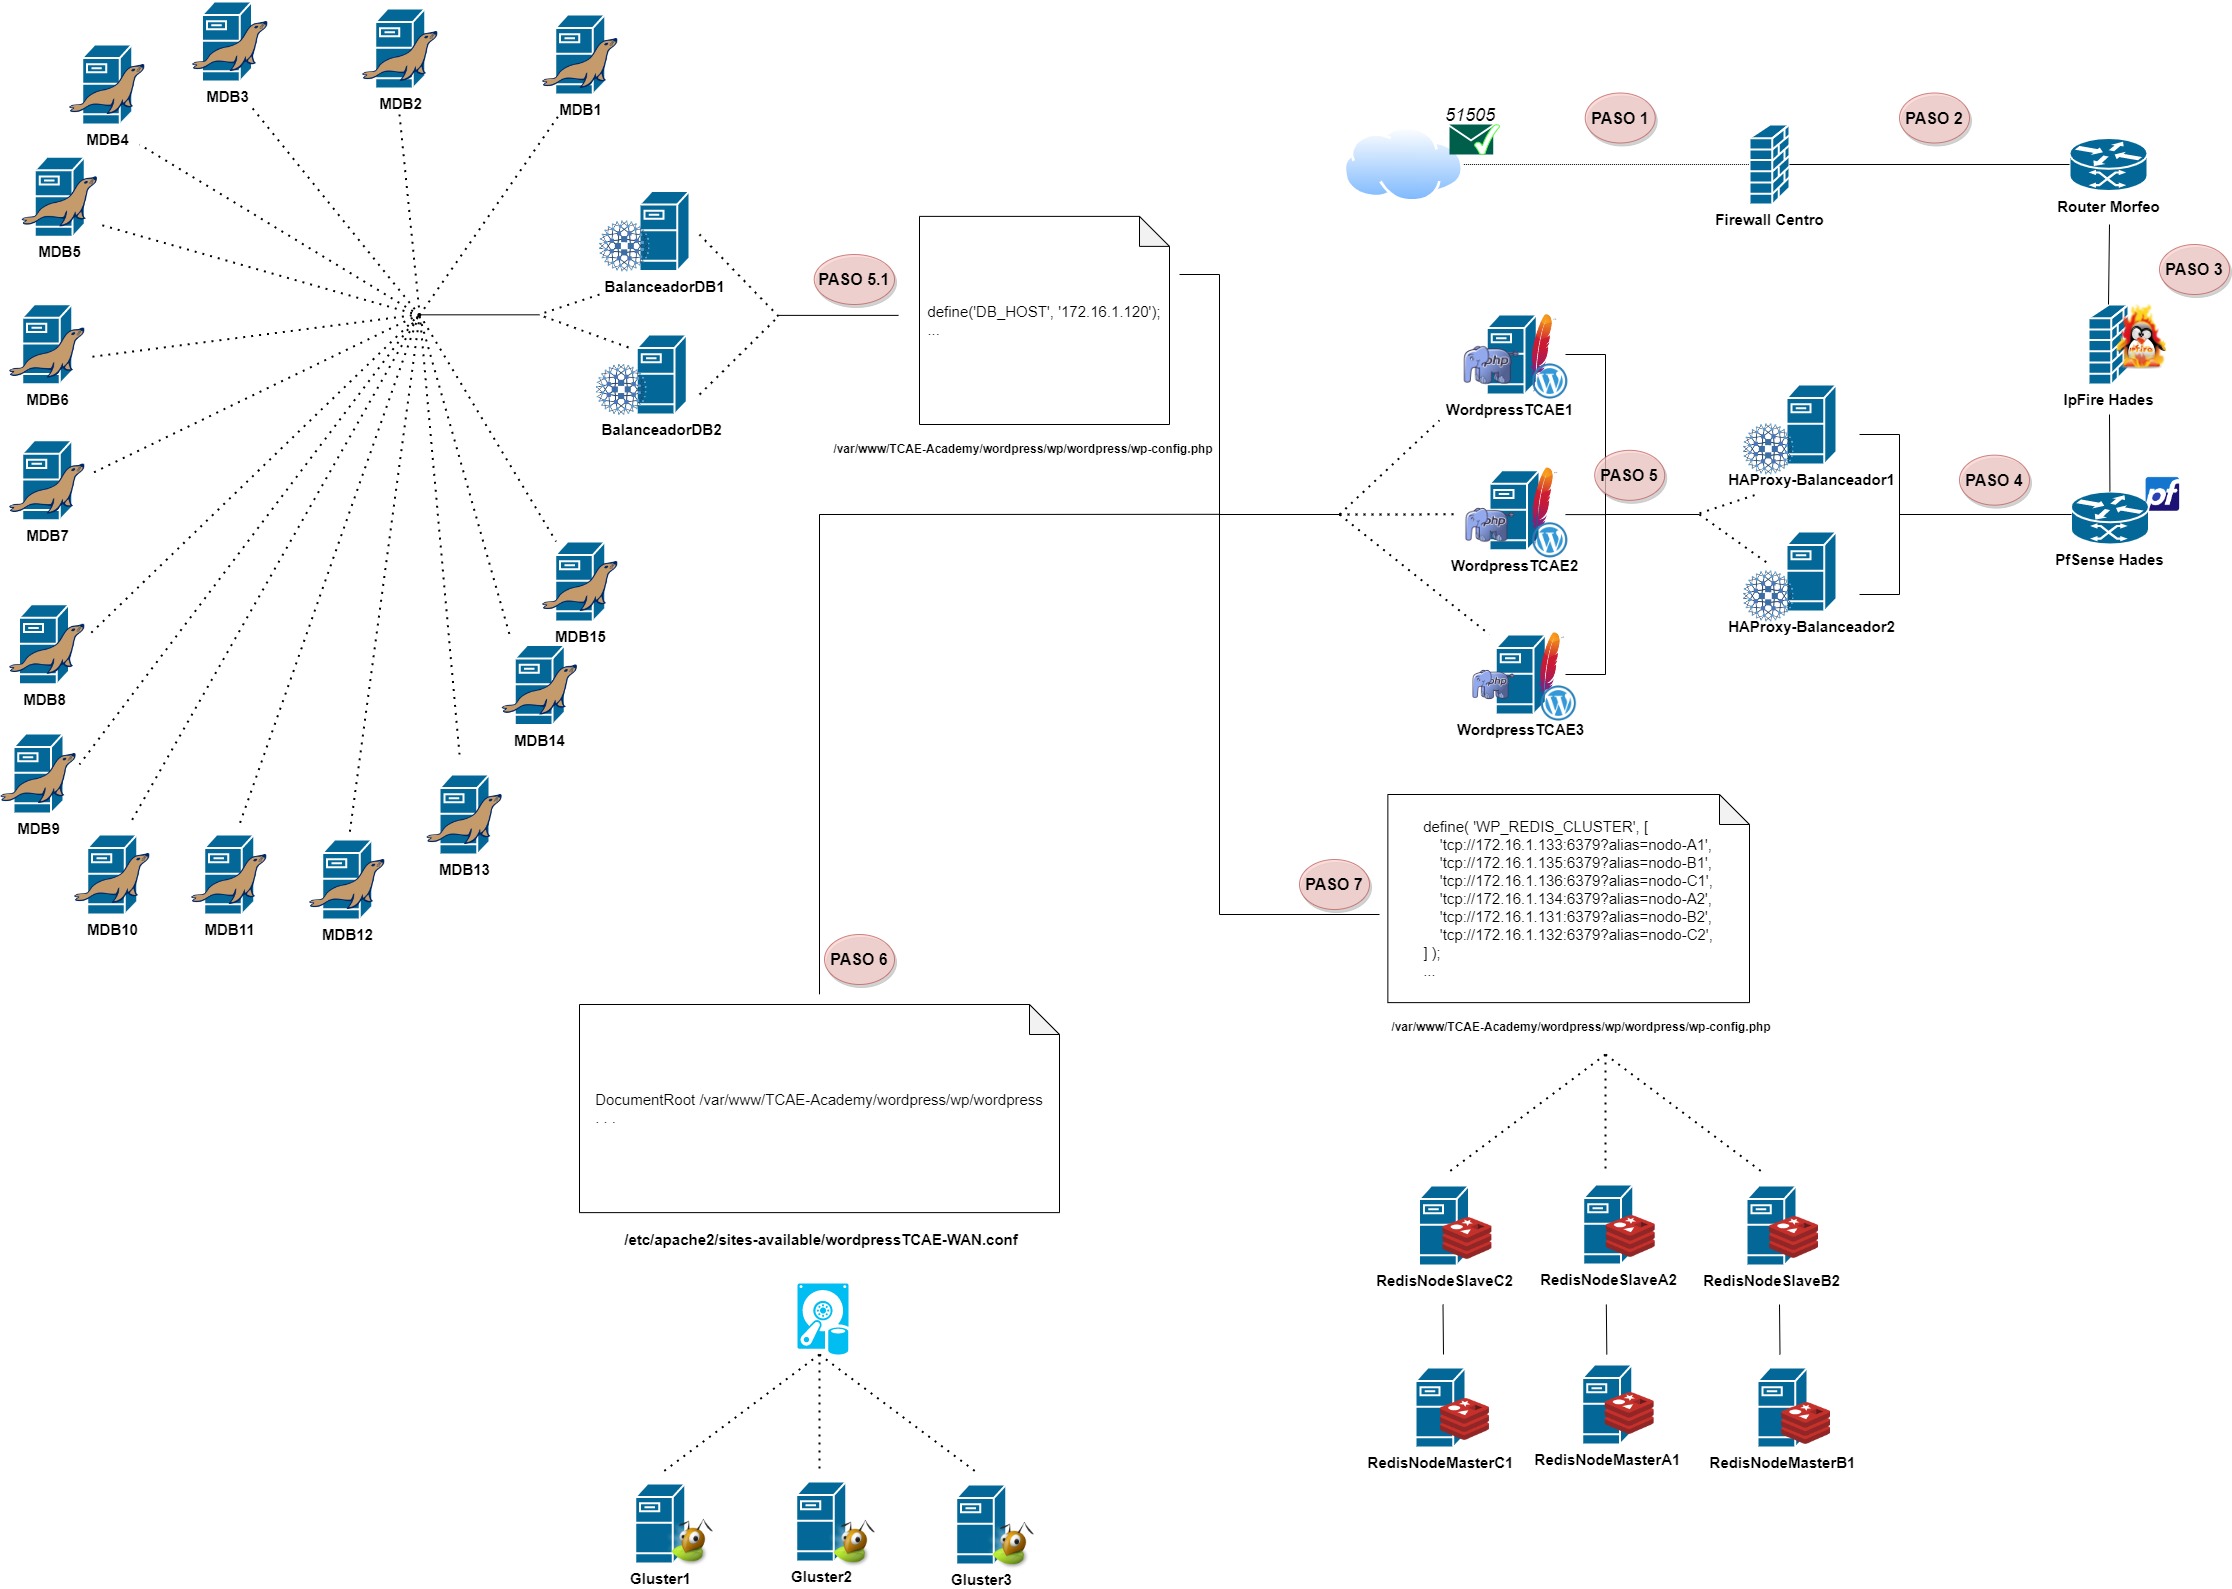 MDB3
MDB2
MDB1
MDB4
MDB5
MDB6
MDB7
MDB8
MDB9
MDB10
MDB11
MDB12
MDB13
MDB14
MDB15
BalanceadorDB1
BalanceadorDB2
PASO 5.1
define('DB_HOST', '172.16.1.120');
...
/var/www/TCAE-Academy/wordpress/wp/wordpress/wp-config.php
51505
PASO 1
PASO 2
Firewall Centro
Router Morfeo
PASO 3
IpFire Hades
pf
PfSense Hades
PASO 4
HAProxy-Balanceador1
HAProxy-Balanceador2
PASO 5
php
WordpressTCAE1
php
WordpressTCAE2
php
WordpressTCAE3
PASO 7
define( 'WP_REDIS_CLUSTER', [
'tcp://172.16.1.133:6379?alias=nodo-A1',
'tcp://172.16.1.135:6379?alias=nodo-B1',
'tcp://172.16.1.136:6379?alias=nodo-C1',
'tcp://172.16.1.134:6379?alias=nodo-A2',
'tcp://172.16.1.131:6379?alias=nodo-B2',
'tcp://172.16.1.132:6379?alias=nodo-C2',
] );
...
/var/www/TCAE-Academy/wordpress/wp/wordpress/wp-config.php
RedisNodeSlaveC2
RedisNodeSlaveA2
RedisNodeSlaveB2
RedisNodeMasterC1
RedisNodeMasterA1
RedisNodeMasterB1
PASO 6
DocumentRoot /var/www/TCAE-Academy/wordpress/wp/wordpress
. . .
/etc/apache2/sites-available/wordpressTCAE-WAN.conf
Gluster1
Gluster2
Gluster3